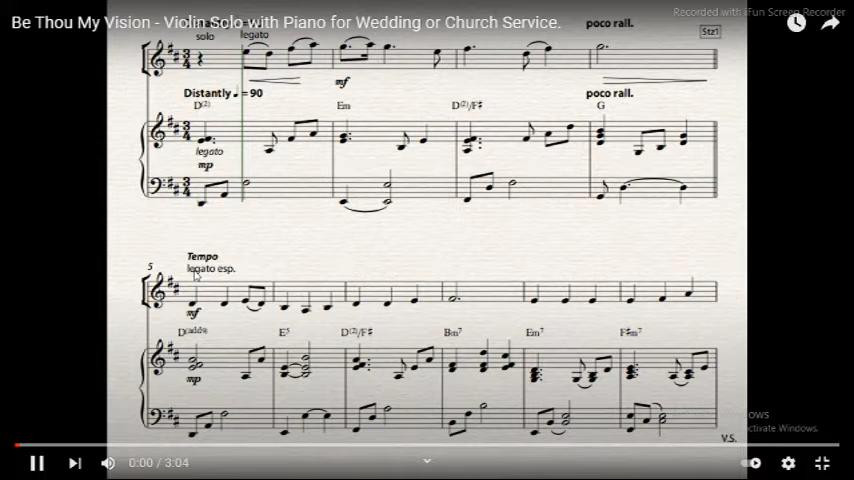 Be Thou My Vision - Violin Solo with Piano for Wedding or Church Service.
Recorded with iFun Screen Recorder
poco rall.
solo
legato
Stz1
mf
Distantly ♩=90
poco rall.
D(2)
Em
D(2)/F♯
G
legato
mp
Tempo
legato esp.
5
mf
D(add9)
E5
D(2)/F♯
Bm7
Em7
F♯m7
mp
V.S.
0:00 / 3:04